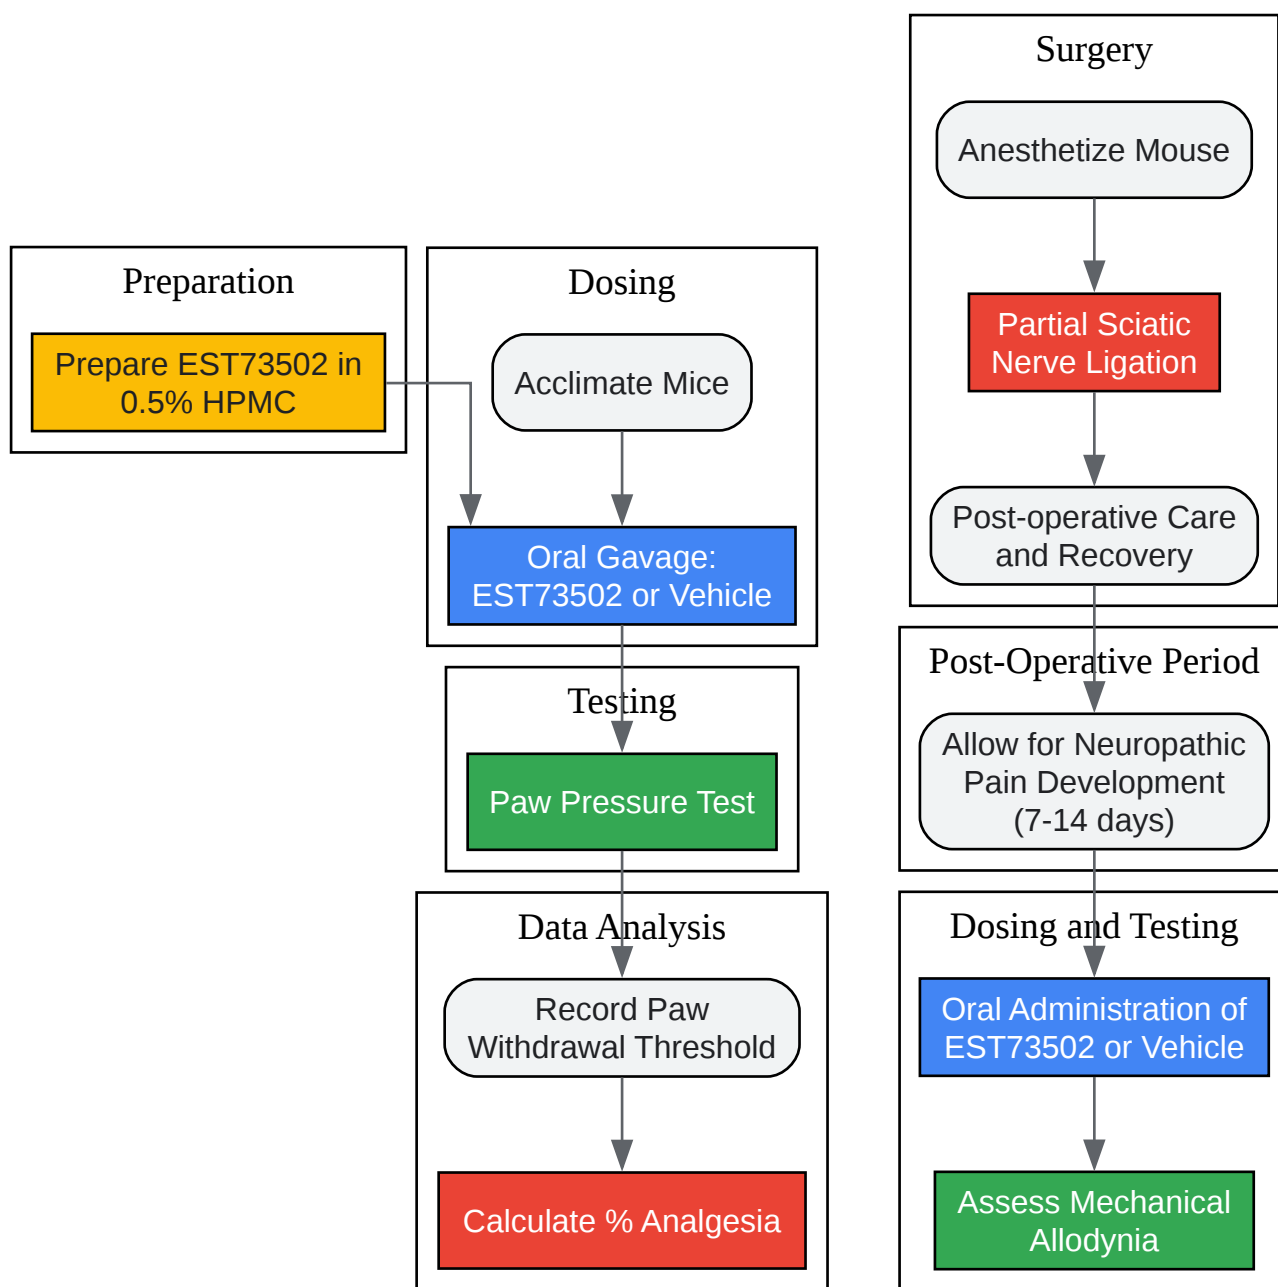 Preparation
Prepare EST73502 in
0.5% HPMC
Dosing
Acclimate Mice
Oral Gavage:
EST73502 or Vehicle
Testing
Paw Pressure Test
Data Analysis
Record Paw
Withdrawal Threshold
Calculate % Analgesia
Surgery
Anesthetize Mouse
Partial Sciatic
Nerve Ligation
Post-operative Care
and Recovery
Post-Operative Period
Allow for Neuropathic
Pain Development
(7-14 days)
Dosing and Testing
Oral Administration of
EST73502 or Vehicle
Assess Mechanical
Allodynia